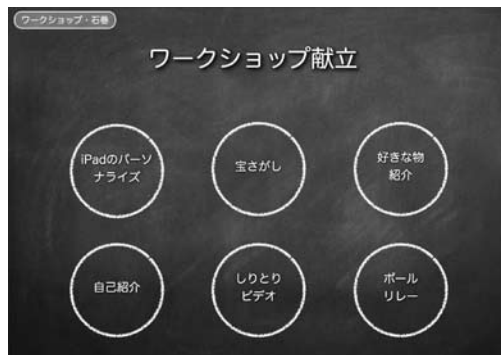 ワークショップ・石巻
ワークショップ献立
iPadのパーソ
ナライズ
宝さがし
好きな物
紹介
自己紹介
しりとり
ビデオ
ボール
リレー